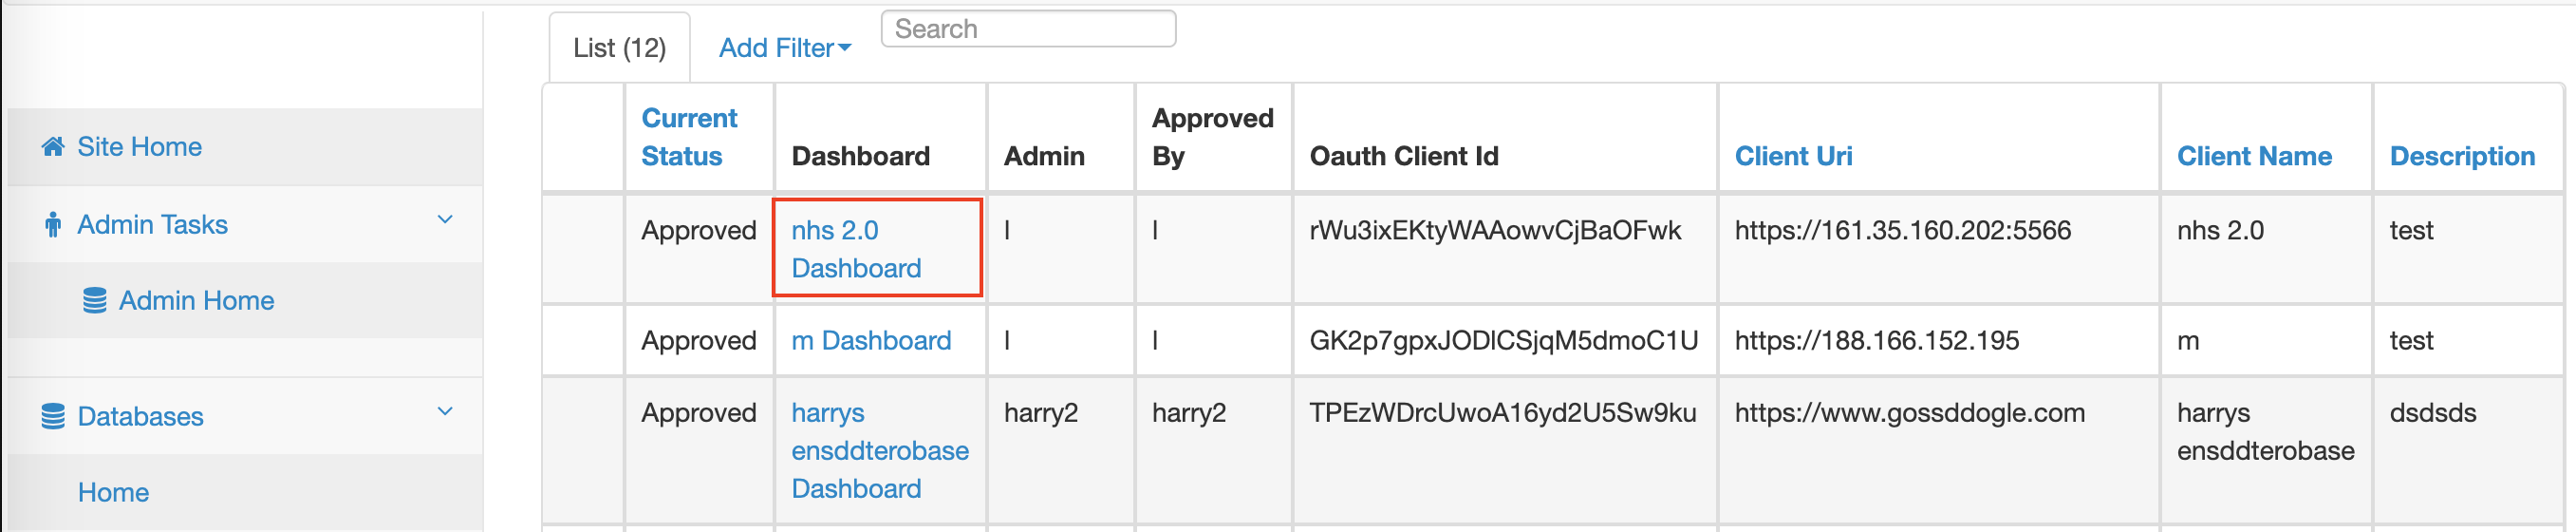 List (12)
Add Filter
Search
Site Home
Admin Tasks
Admin Home
Databases
Home
Current Status
Dashboard
Admin
Approved By
Oauth Client Id
Client Uri
Client Name
Description
Approved
nhs 2.0
Dashboard
l
l
rWu3ixEKtyWAAowvCjBaOFwk
https://161.35.160.202:5566
nhs 2.0
test
Approved
m Dashboard
l
l
GK2p7gpxJODlCSjqM5dmoC1U
https://188.166.152.195
m
test
Approved
harrys
ensddterobase
Dashboard
harry2
harry2
TPEzWDrcUwoA16yd2U5Sw9ku
https://www.gossddogle.com
harrys
ensddterobase
dsdsds